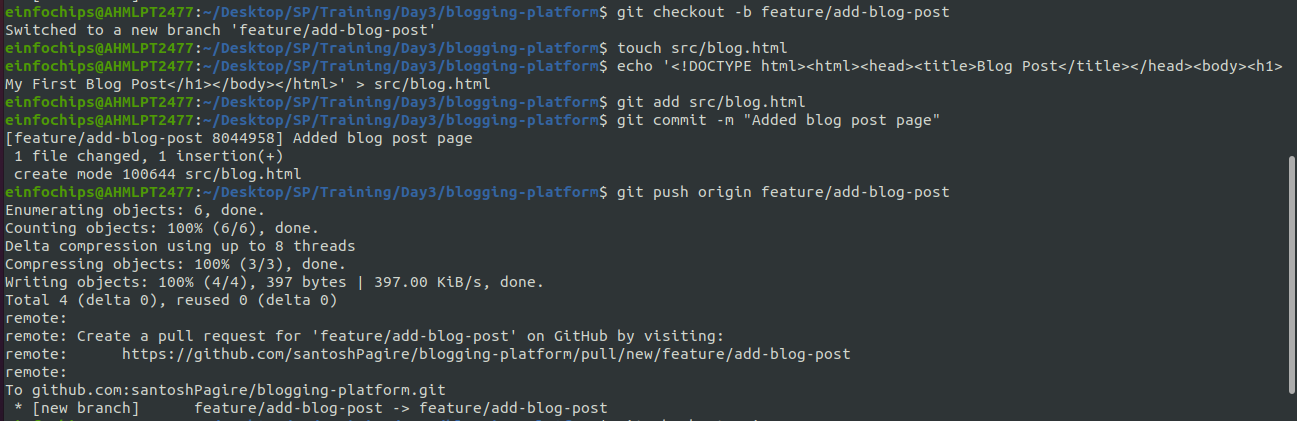 einfochips@AHMLPT2477:~/Desktop/SP/Training/Day3/blogging-platform$ git checkout -b feature/add-blog-post
Switched to a new branch 'feature/add-blog-post'
einfochips@AHMLPT2477:~/Desktop/SP/Training/Day3/blogging-platform$ touch src/blog.html
einfochips@AHMLPT2477:~/Desktop/SP/Training/Day3/blogging-platform$ echo '<!DOCTYPE html><html><head><title>Blog Post</title></head><body><h1>
My First Blog Post</h1></body></html>' > src/blog.html
einfochips@AHMLPT2477:~/Desktop/SP/Training/Day3/blogging-platform$ git add src/blog.html
einfochips@AHMLPT2477:~/Desktop/SP/Training/Day3/blogging-platform$ git commit -m "Added blog post page"
[feature/add-blog-post 8044958] Added blog post page
 1 file changed, 1 insertion(+)
 create mode 100644 src/blog.html
einfochips@AHMLPT2477:~/Desktop/SP/Training/Day3/blogging-platform$ git push origin feature/add-blog-post
Enumerating objects: 6, done.
Counting objects: 100% (6/6), done.
Delta compression using up to 8 threads
Compressing objects: 100% (3/3), done.
Writing objects: 100% (4/4), 397 bytes | 397.00 KiB/s, done.
Total 4 (delta 0), reused 0 (delta 0)
remote:
remote: Create a pull request for 'feature/add-blog-post' on GitHub by visiting:
remote:      https://github.com/santoshPagire/blogging-platform/pull/new/feature/add-blog-post
remote:
To github.com:santoshPagire/blogging-platform.git
 * [new branch]      feature/add-blog-post -> feature/add-blog-post